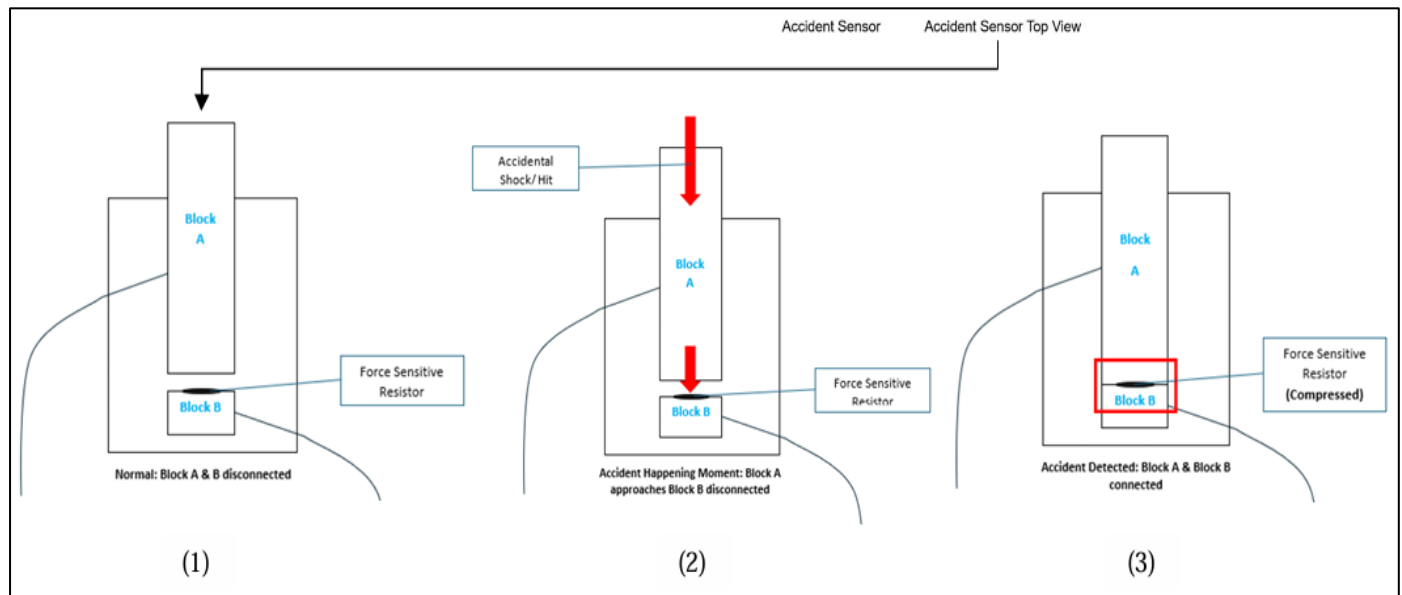 Accident Sensor
Accident Sensor Top View
Block
A
Force Sensitive
Resistor
Block B
Normal: Block A & B disconnected
(1)
Accidental
Shock/ Hit
Block
A
Force Sensitive
Resistor
Block B
Accident Happening Moment: Block A
approaches Block B disconnected
(2)
Block
A
Force Sensitive
Resistor
(Compressed)
Block B
Accident Detected: Block A & Block B
connected
(3)